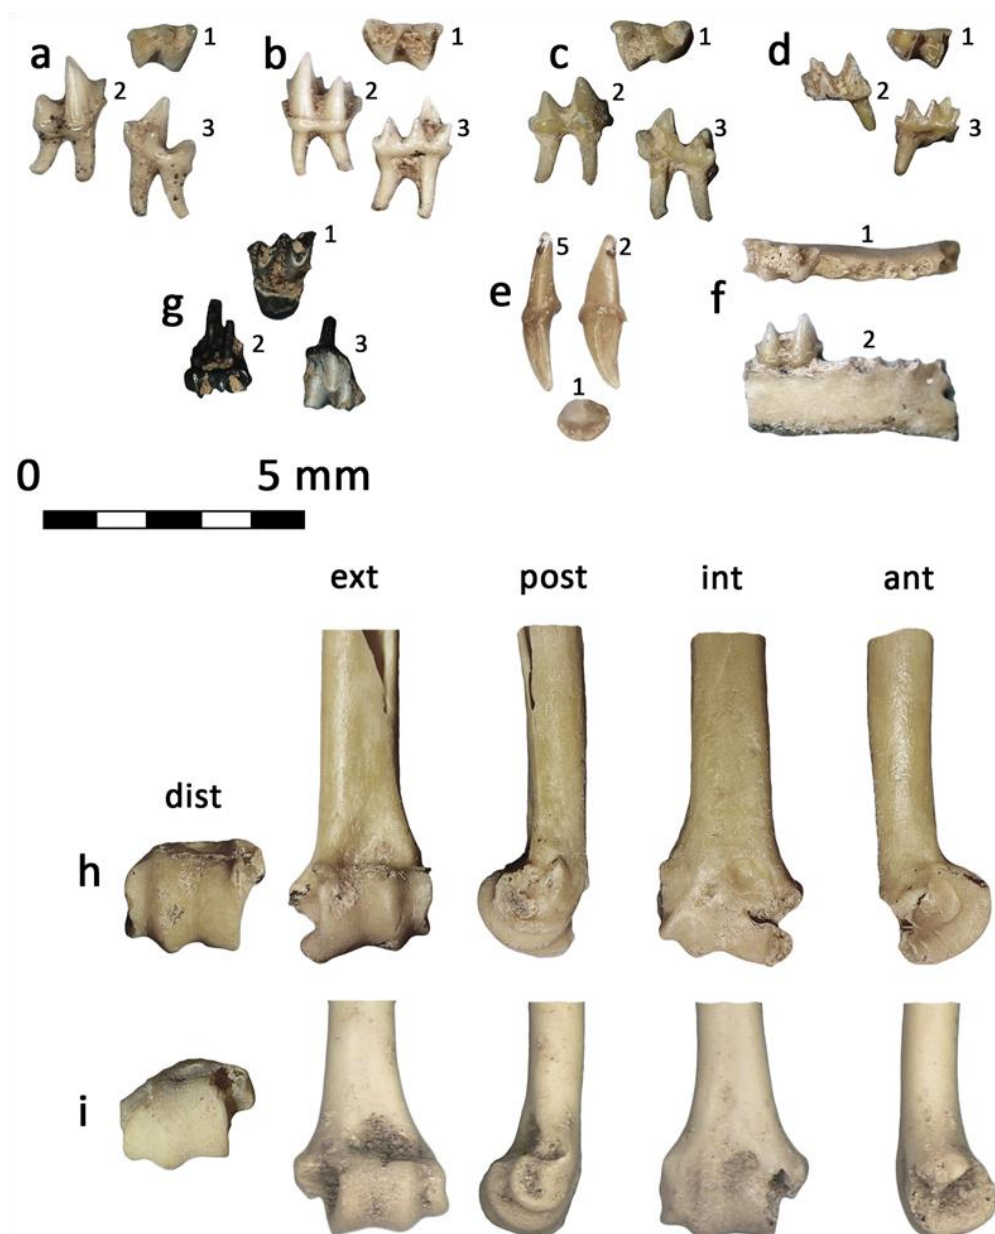 a 1 2 3
b 1 2 3
c 1 2 3
d 1 2 3
g 1 2 3
e 5 2 1
f 1 2
0 5 mm
ext post int ant
dist
h
i